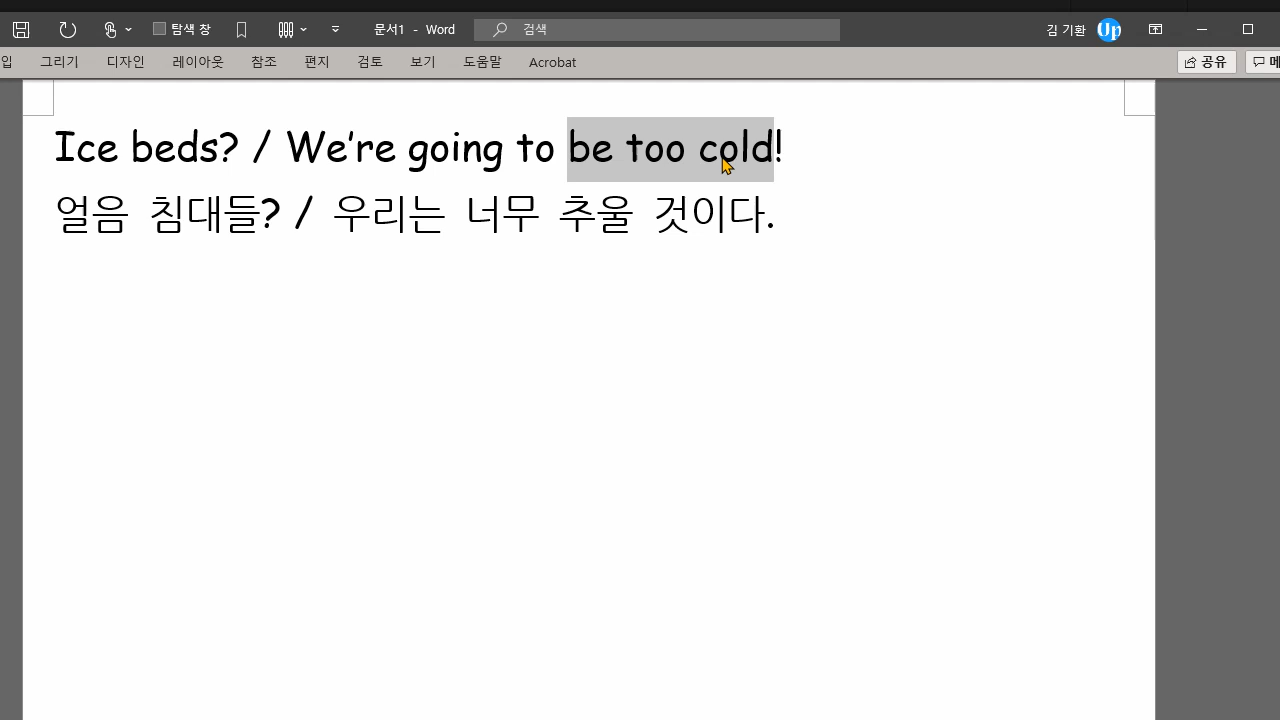 탐색 창
문서1 - Word
검색
김 기환
Up
입 그리기 디자인 레이아웃 참조 편지 검토 보기 도움말 Acrobat
공유
메
Ice beds? / We're going to be too cold!
얼음 침대들? / 우리는 너무 추울 것이다.